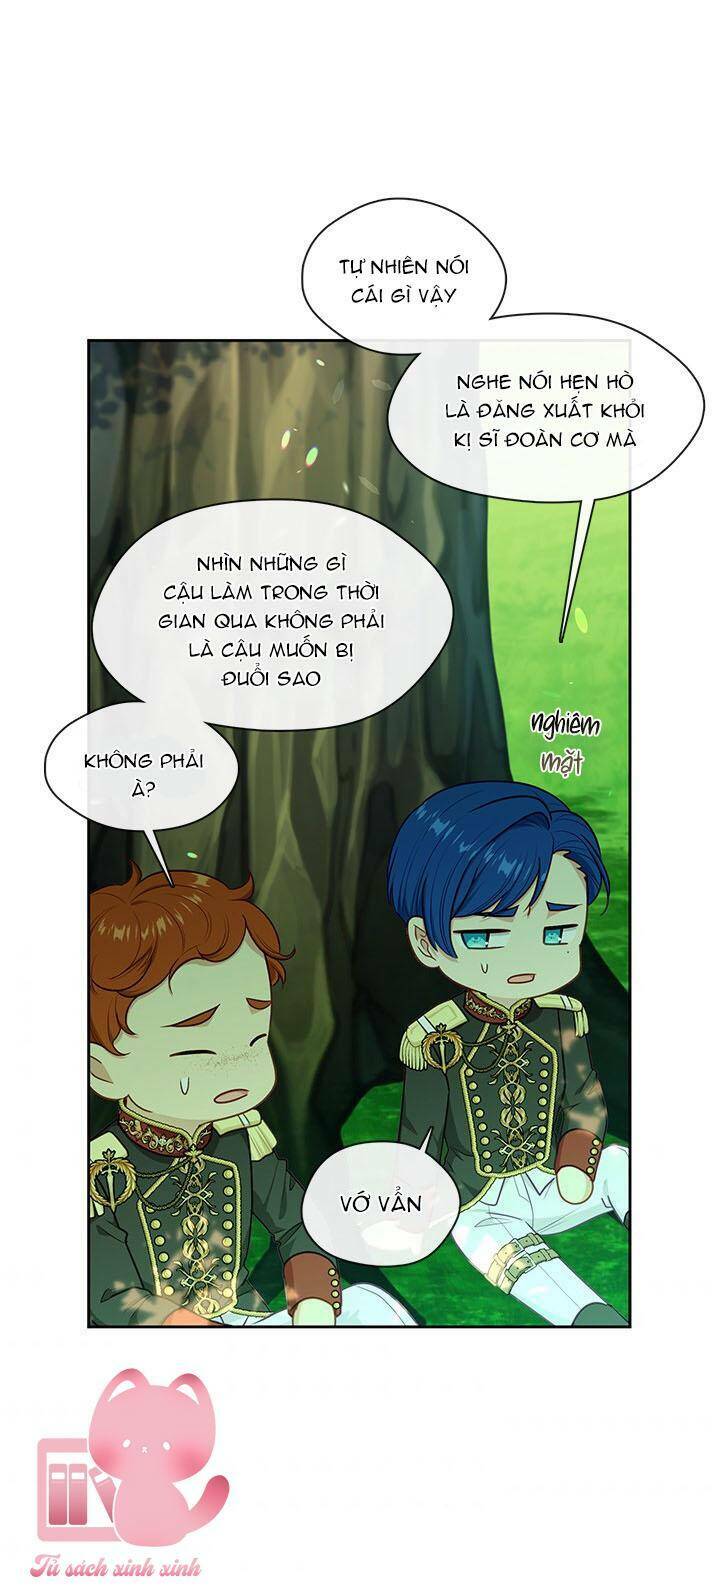 TỰ NHIÊN NÓI
CÁI GÌ VẬY
NGHE NÓI HẸN HÒ
LÀ ĐĂNG XUẤT KHỎI
KỊ SĨ ĐOÀN CƠ MÀ
NHÌN NHỮNG GÌ
CẬU LÀM TRONG THỜI
GIAN QUA KHÔNG PHẢI
LÀ CẬU MUỐN BỊ
ĐUỔI SAO
nghiêm
mặt
KHÔNG PHẢI
À?
VỚ VẨN
Tủ sách xinh xinh